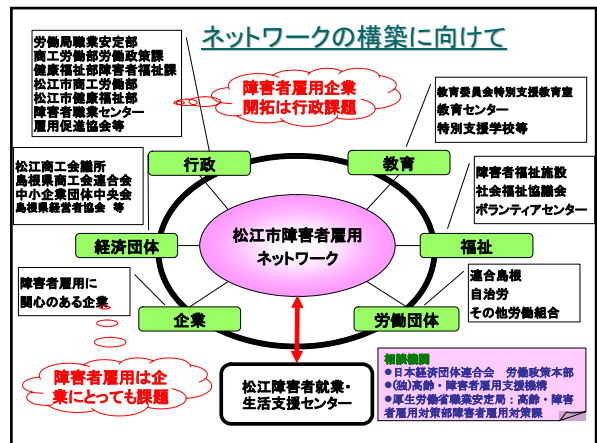 ネットワークの構築に向けて
労働局職業安定部
商工労働部労働政策課
健康福祉部障害者福祉課
松江市商工労働部
松江市健康福祉部
障害者職業センター
雇用促進協会等
障害者雇用企業
開拓は行政課題
教育委員会特別支援教育室
教育センター
特別支援学校等
行政
教育
松江商工会議所
島根県商工会連合会
中小企業団体中央会
島根県経営者協会 等
障害者福祉施設
社会福祉協議会
ボランティアセンター
経済団体
松江市障害者雇用
ネットワーク
福祉
障害者雇用に
関心のある企業
連合島根
自治労
その他労働組合
企業
労働団体
障害者雇用は企
業にとっても課題
松江障害者就業・
生活支援センター
相談機関
●日本経済団体連合会 労働政策本部
●(独)高齢・障害者雇用支援機構
●厚生労働省職業安定局：高齢・障害
者雇用対策部障害者雇用対策課